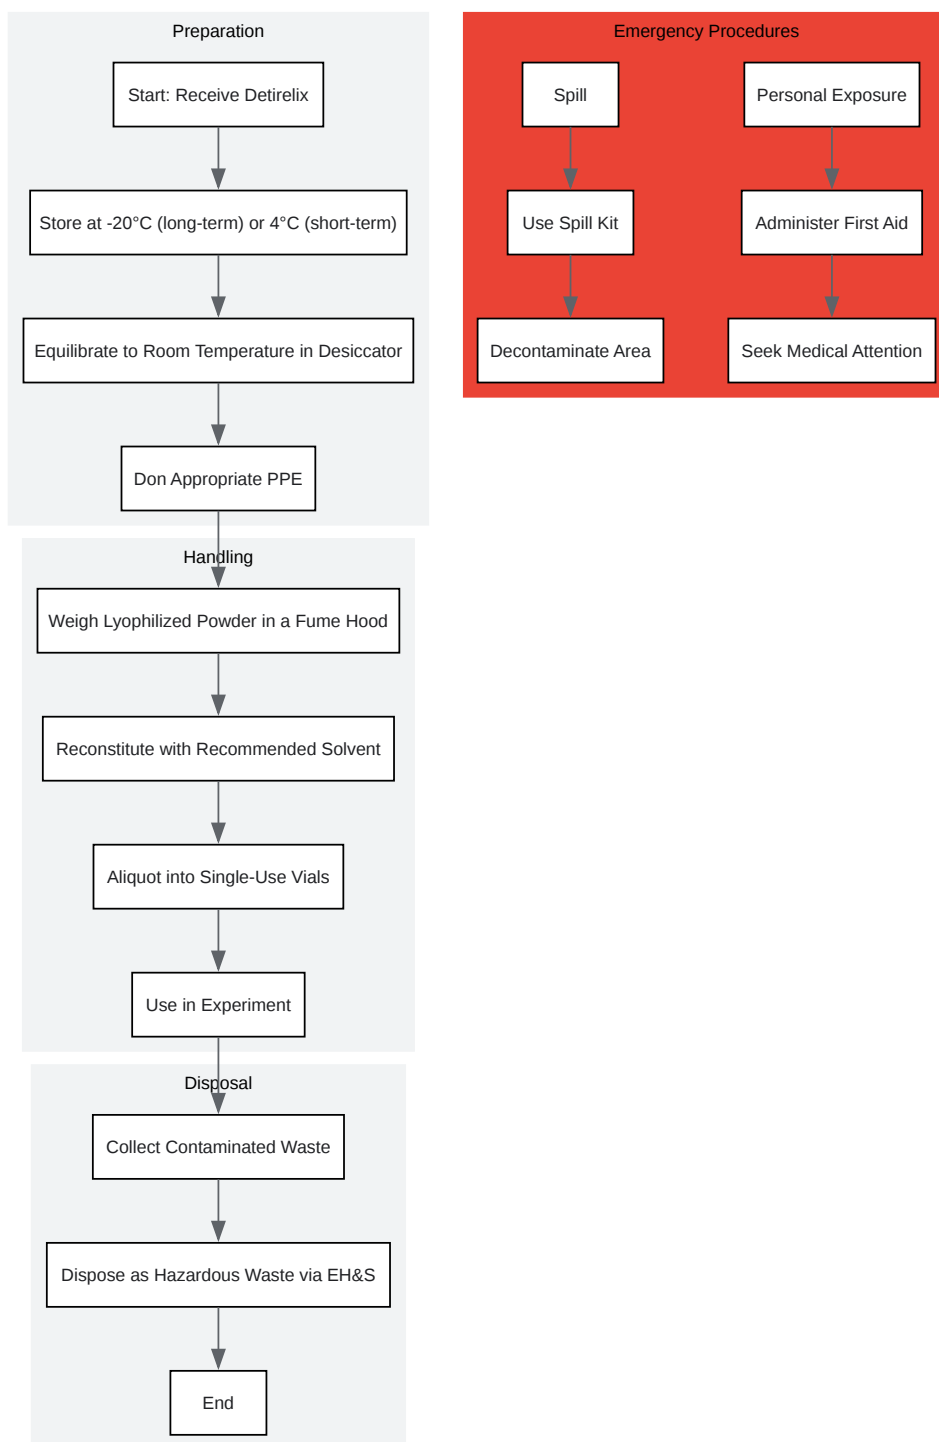 Preparation
Start: Receive Detirelix
Store at -20°C (long-term) or 4°C (short-term)
Equilibrate to Room Temperature in Desiccator
Don Appropriate PPE
Handling
Weigh Lyophilized Powder in a Fume Hood
Reconstitute with Recommended Solvent
Aliquot into Single-Use Vials
Use in Experiment
Disposal
Collect Contaminated Waste
Dispose as Hazardous Waste via EH&S
End
Emergency Procedures
Spill
Use Spill Kit
Decontaminate Area
Personal Exposure
Administer First Aid
Seek Medical Attention